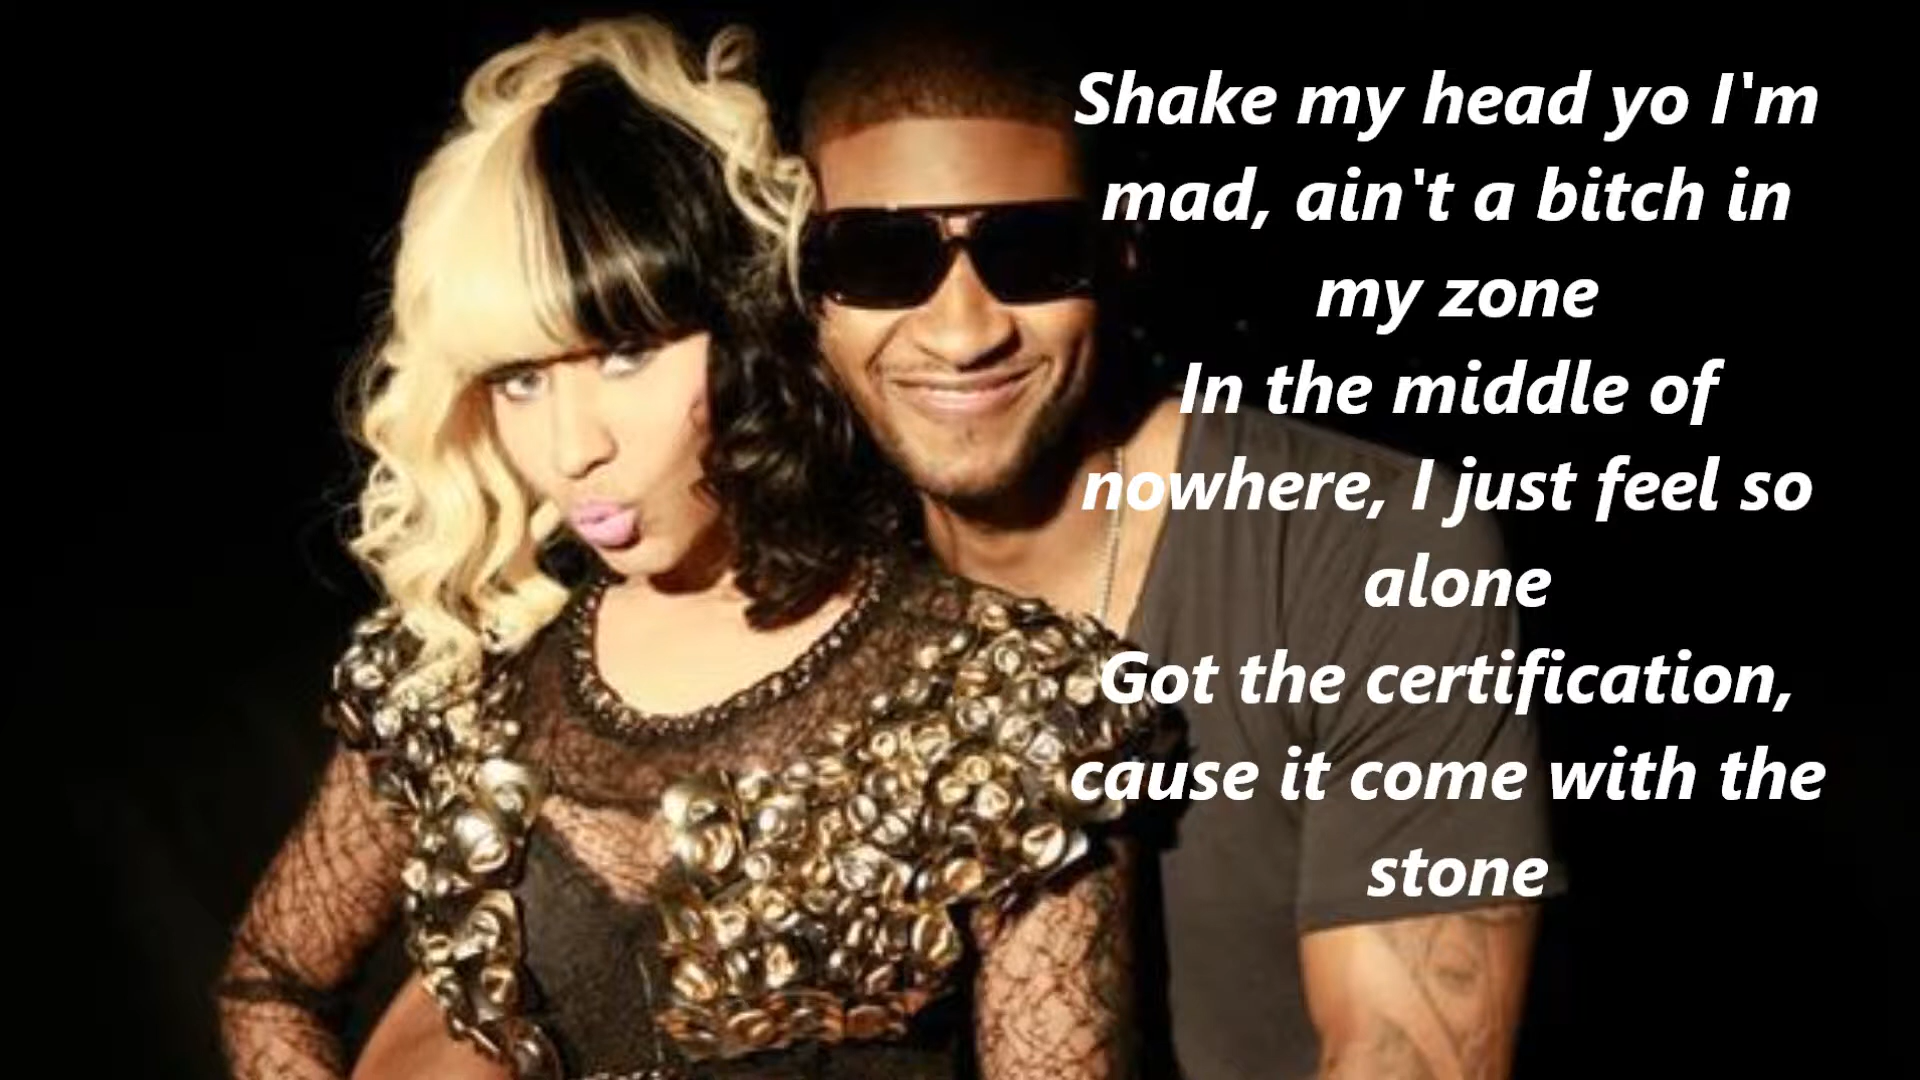 Shake my head yo I'm
mad, ain't a bitch in
my zone
In the middle of
nowhere, I just feel so
alone
Got the certification,
cause it come with the
stone